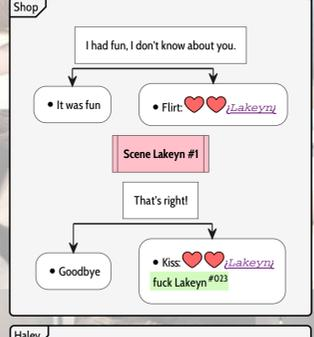 Shop
I had fun, I don't know about you.
• It was fun
• Flirt: ❤❤¡Lakeyn¡
Scene Lakeyn #1
That's right!
• Goodbye
• Kiss: ❤❤¡Lakeyn¡
fuck Lakeyn #023
Haley